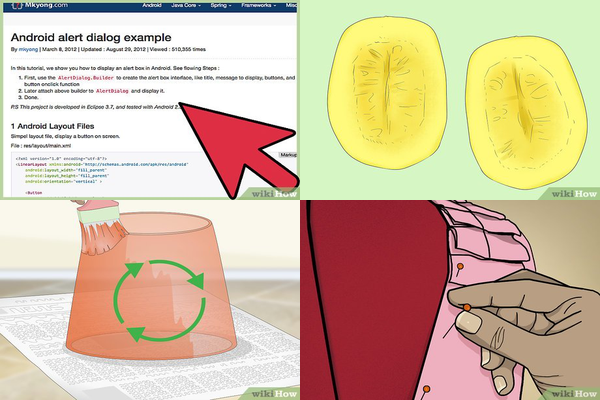 Mkyong.com
Android Java Core Spring Frameworks
Android alert dialog example
By mkyong | March 8, 2012 | Updated : August 29, 2012 | Viewed : 510,355 times
In this tutorial, we show you how to display an alert box in Android. See flowing Steps :
1. First, use the AlertDialog.Builder to create the alert box interface, like title, message to display, buttons, and
button onclick function
2. Later attach above builder to AlertDialog and display it.
3. Done.
P.S This project is developed in Eclipse 3.7, and tested with Android 2.
1 Android Layout Files
Simpel layout file, display a button on screen.
File : res/layout/main.xml
Markup
<?xml version="1.0" encoding="utf-8"?>
<LinearLayout xmlns:android="http://schemas.android.com/apk/res/android"
android:layout_width="fill_parent"
android:layout_height="fill_parent"
android:orientation="vertical" >
<Button
wikiHow
wikiHow
wikiHow
wikiHow